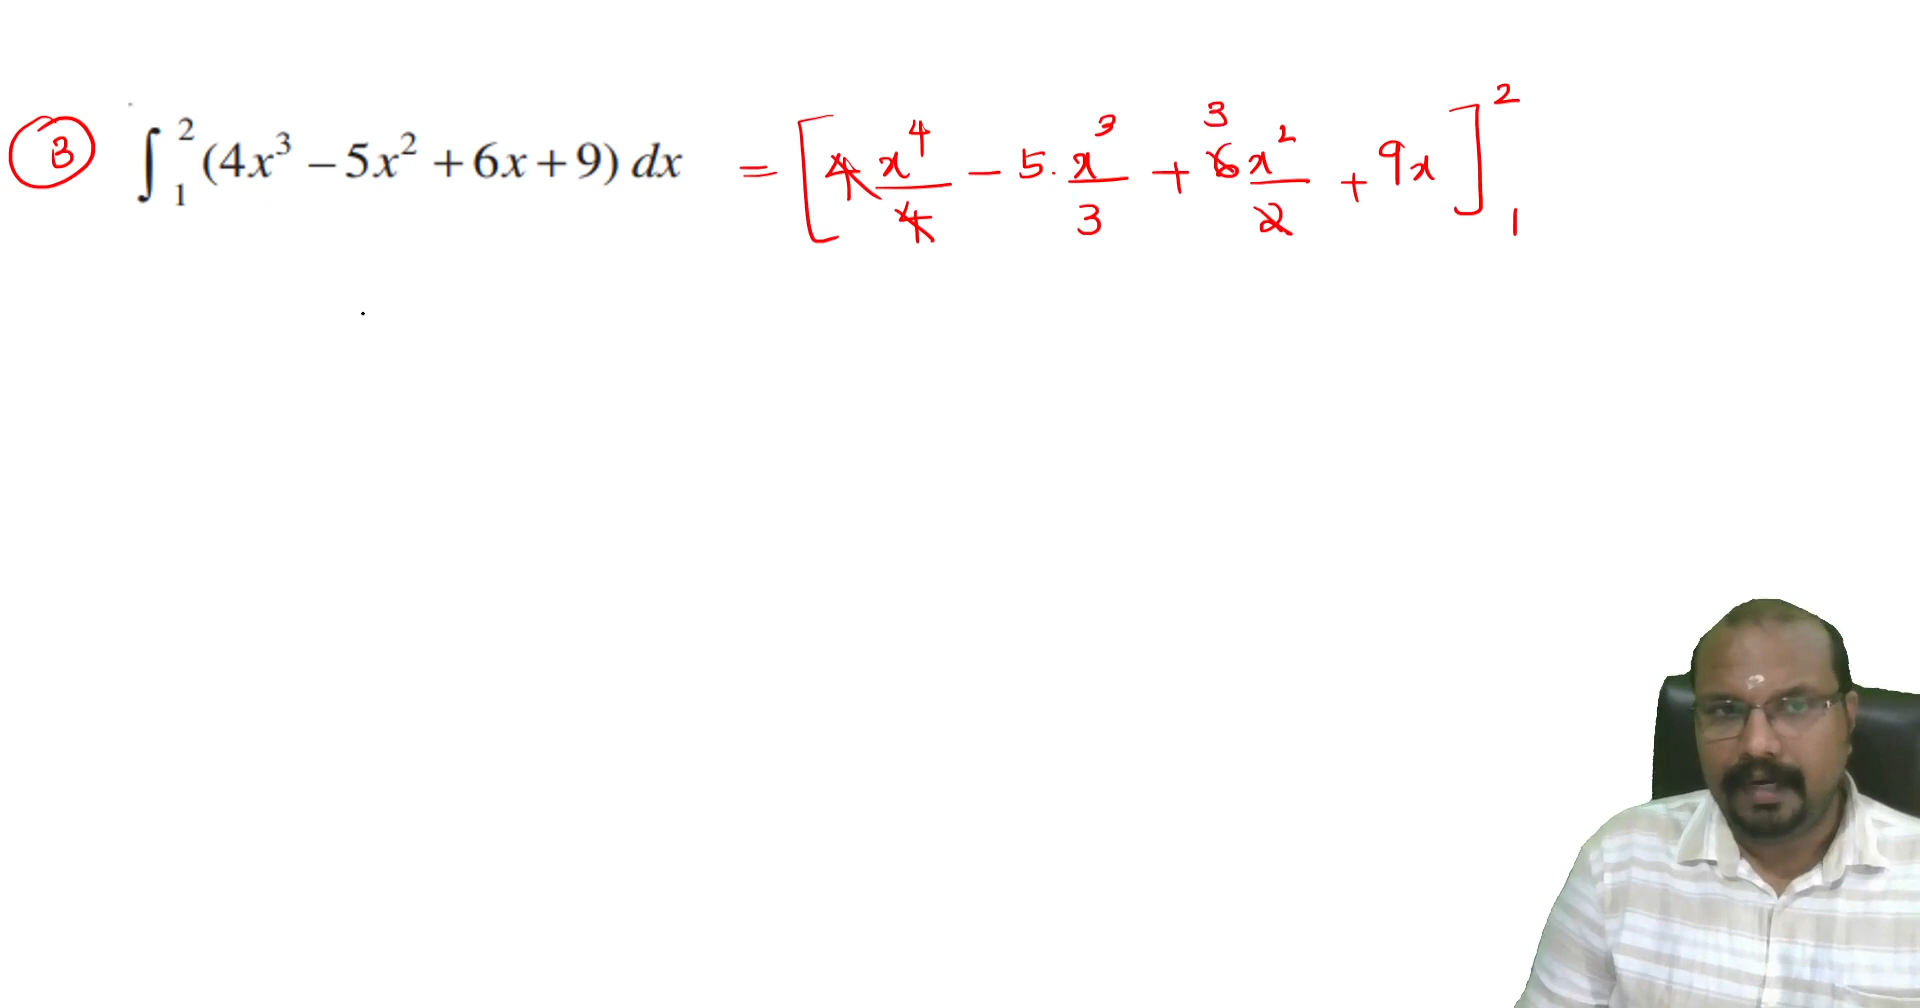 ③ ∫₁² (4x³ − 5x² + 6x + 9) dx = [4 x⁴/4 − 5. x³/3 + 6 3 x²/2 + 9x]₁²